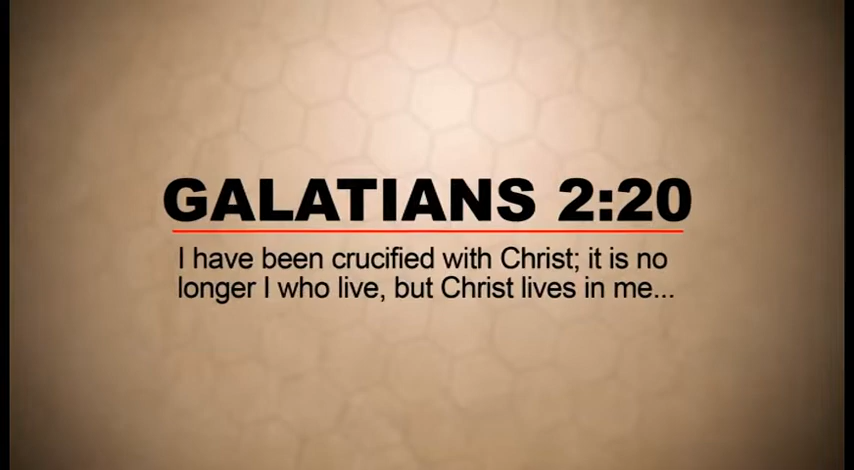 GALATIANS 2:20
I have been crucified with Christ; it is no
longer I who live, but Christ lives in me...